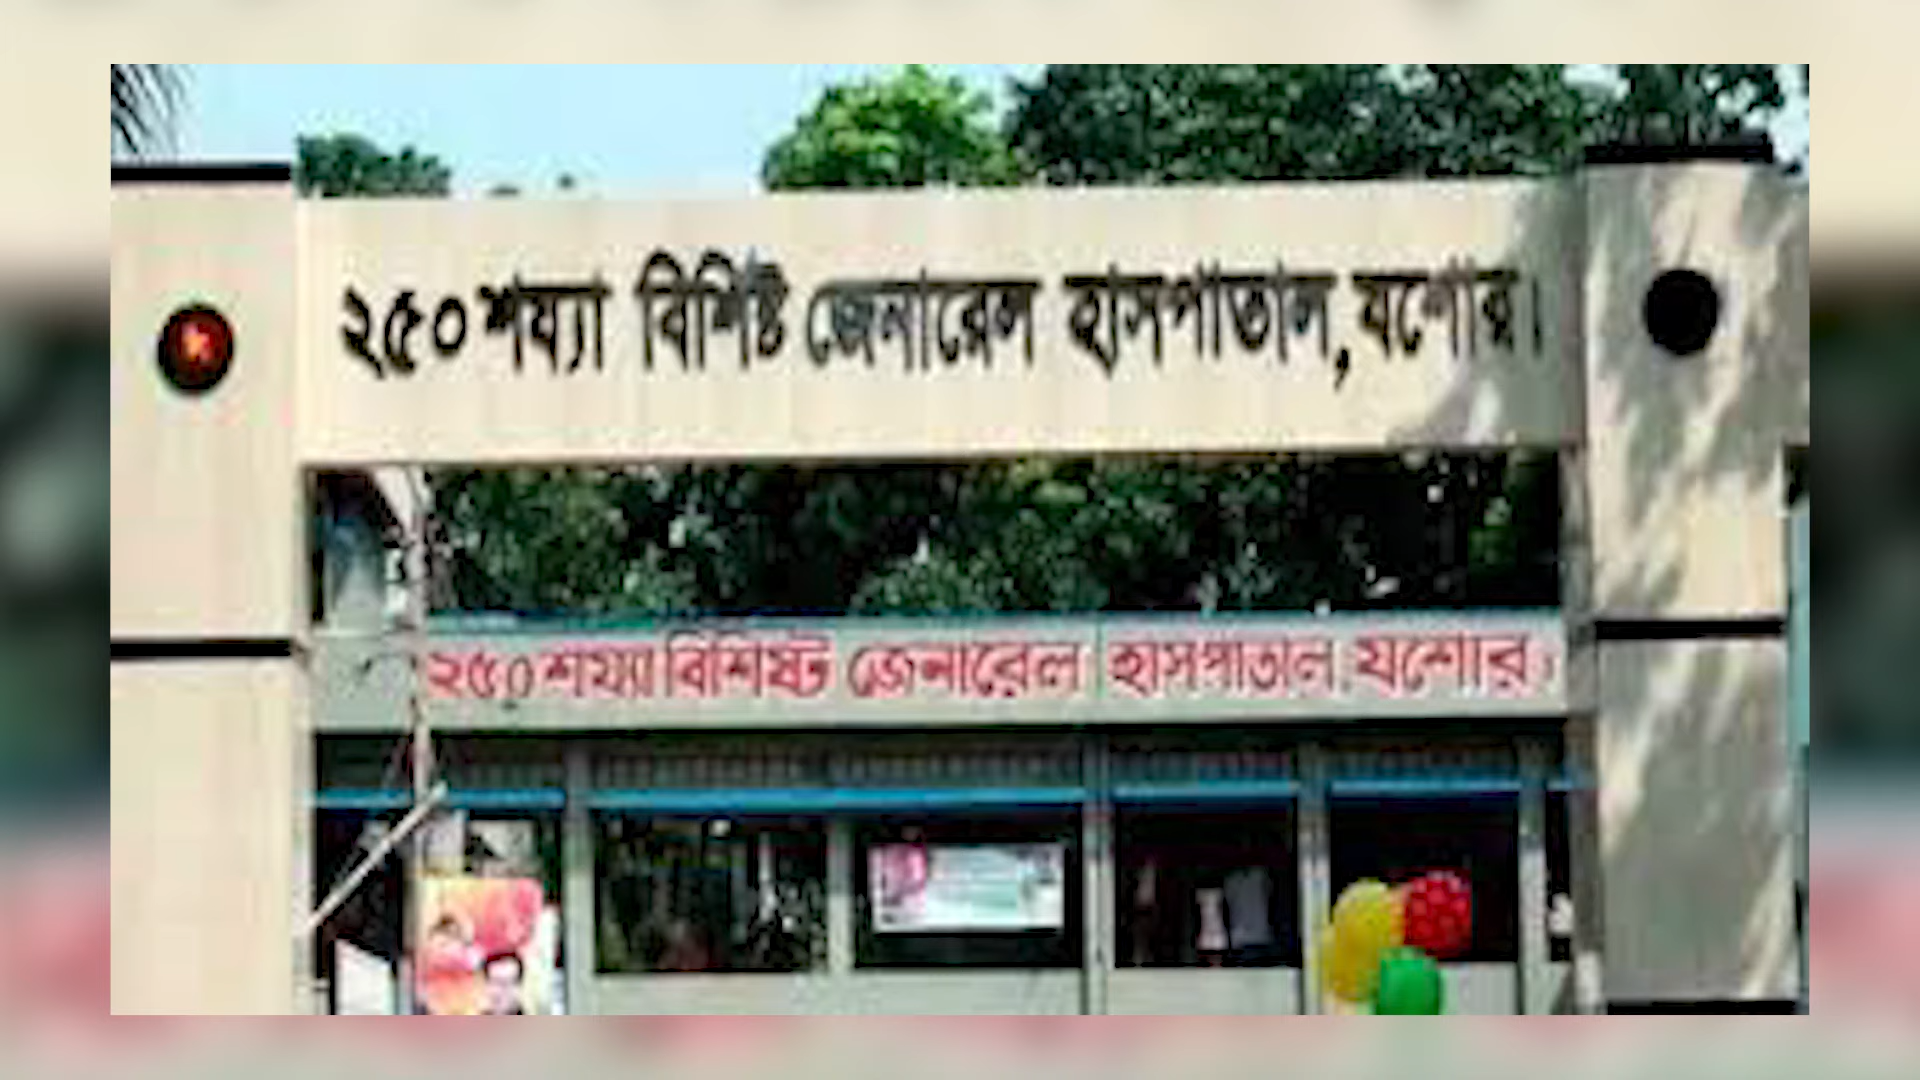 ২৫০ শয্যা বিশিষ্ট জেনারেল হাসপাতাল, যশোর।
২৫০ শয্যা বিশিষ্ট জেনারেল হাসপাতাল যশোর।